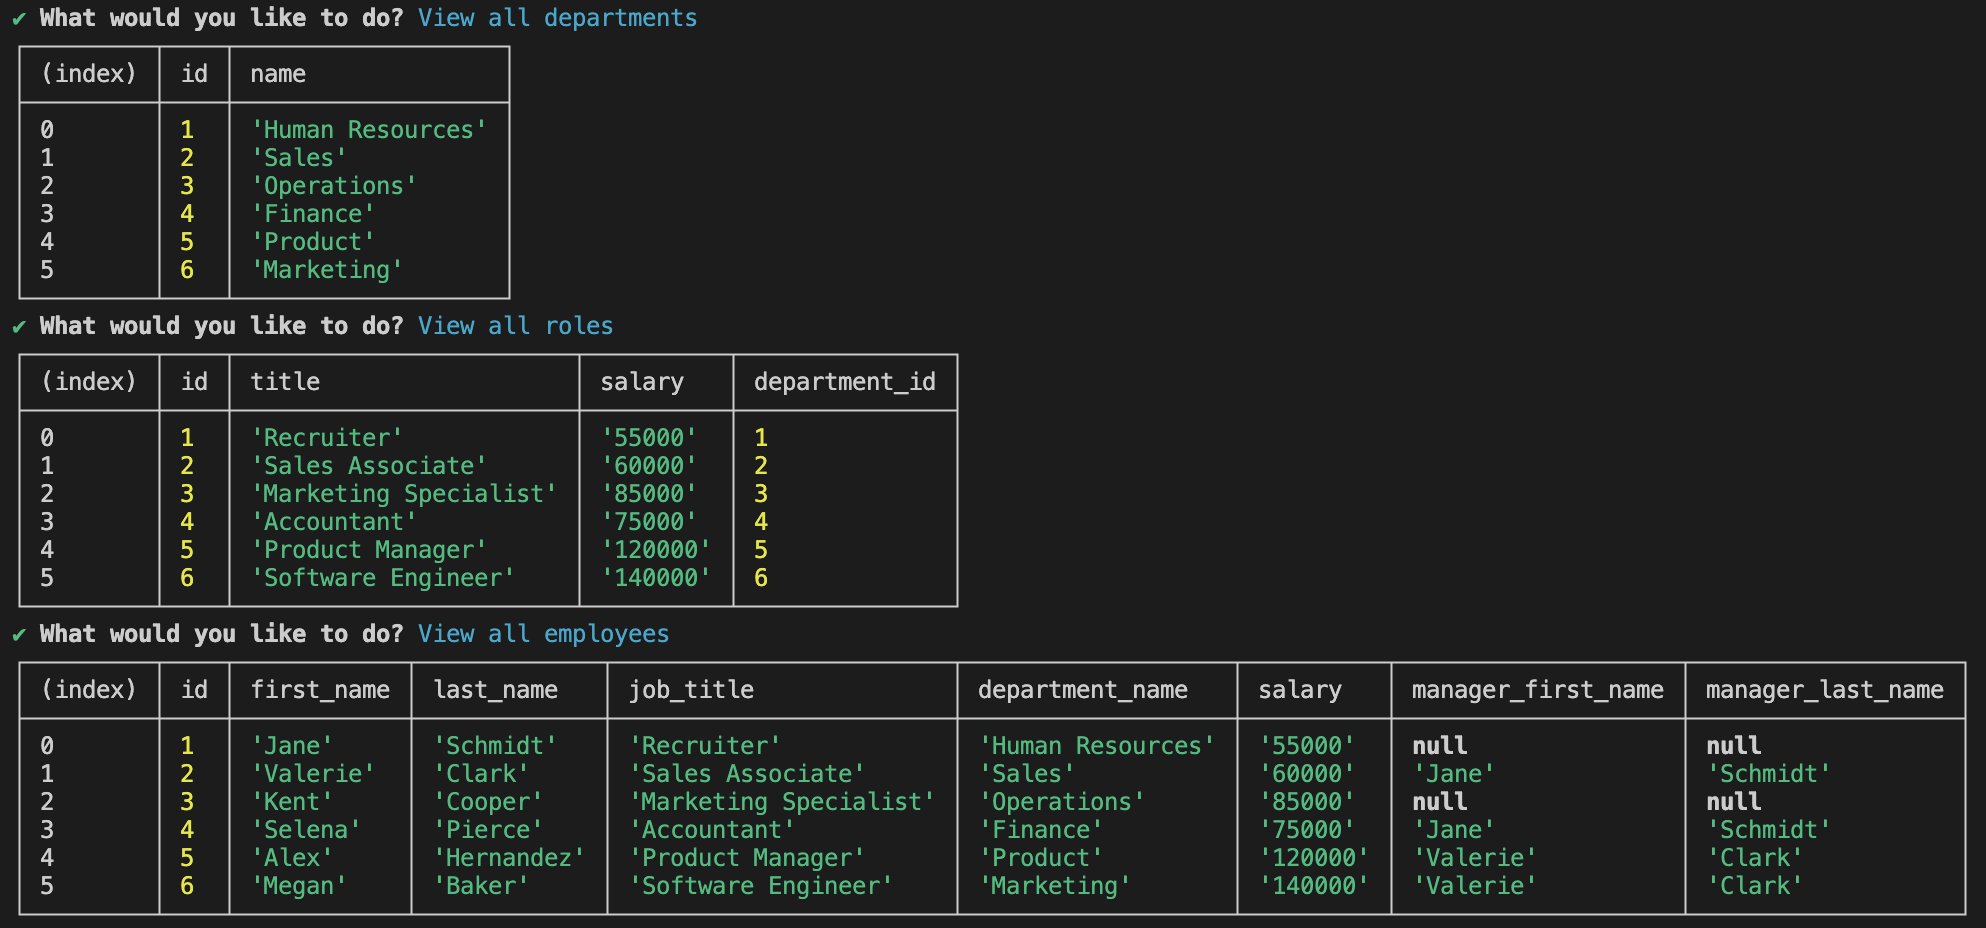 ✔ What would you like to do? View all departments
(index) id name
0 1 'Human Resources'
1 2 'Sales'
2 3 'Operations'
3 4 'Finance'
4 5 'Product'
5 6 'Marketing'
✔ What would you like to do? View all roles
(index) id title salary department_id
0 1 'Recruiter' '55000' 1
1 2 'Sales Associate' '60000' 2
2 3 'Marketing Specialist' '85000' 3
3 4 'Accountant' '75000' 4
4 5 'Product Manager' '120000' 5
5 6 'Software Engineer' '140000' 6
✔ What would you like to do? View all employees
(index) id first_name last_name job_title department_name salary manager_first_name manager_last_name
0 1 'Jane' 'Schmidt' 'Recruiter' 'Human Resources' '55000' null null
1 2 'Valerie' 'Clark' 'Sales Associate' 'Sales' '60000' 'Jane' 'Schmidt'
2 3 'Kent' 'Cooper' 'Marketing Specialist' 'Operations' '85000' null null
3 4 'Selena' 'Pierce' 'Accountant' 'Finance' '75000' 'Jane' 'Schmidt'
4 5 'Alex' 'Hernandez' 'Product Manager' 'Product' '120000' 'Valerie' 'Clark'
5 6 'Megan' 'Baker' 'Software Engineer' 'Marketing' '140000' 'Valerie' 'Clark'